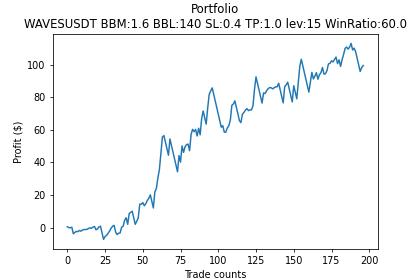 Portfolio
WAVESUSDT BBM:1.6 BBL:140 SL:0.4 TP:1.0 lev:15 WinRatio:60.0
100
80
60
40
20
0
Profit ($)
0 25 50 75 100 125 150 175 200
Trade counts